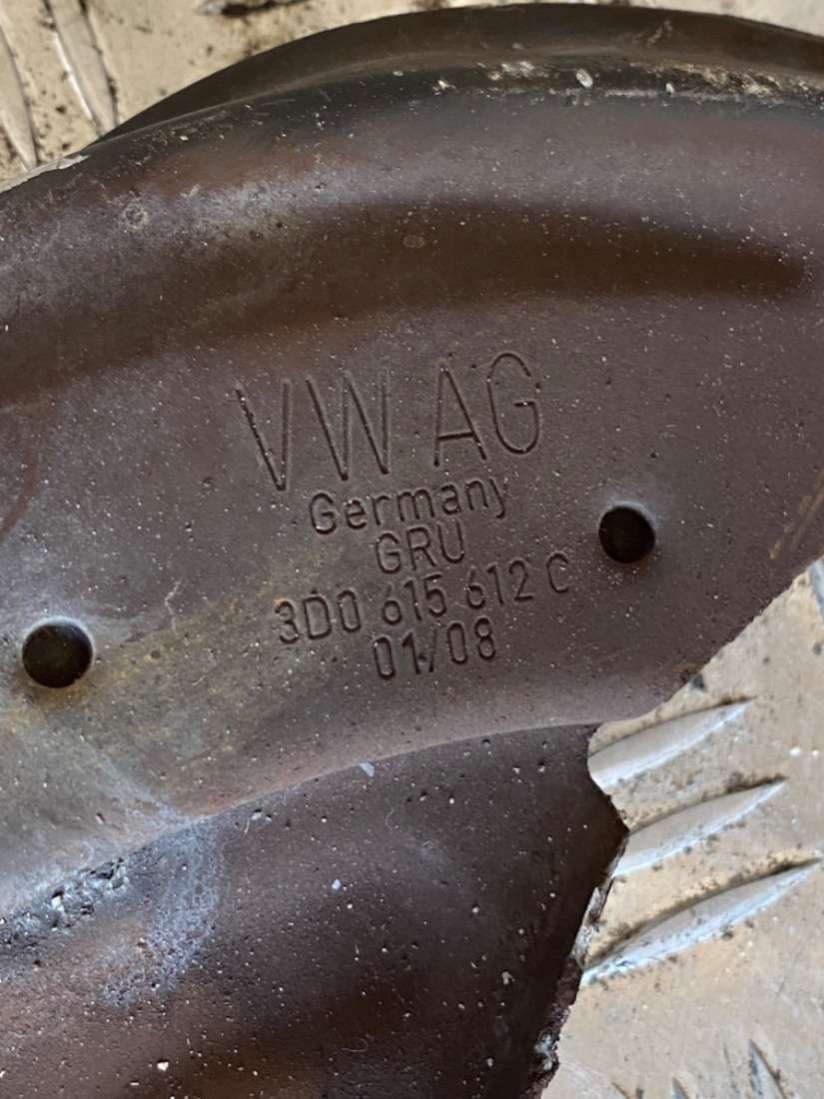 VW AG
Germany
GRU
3D0 615 612 C
01/08